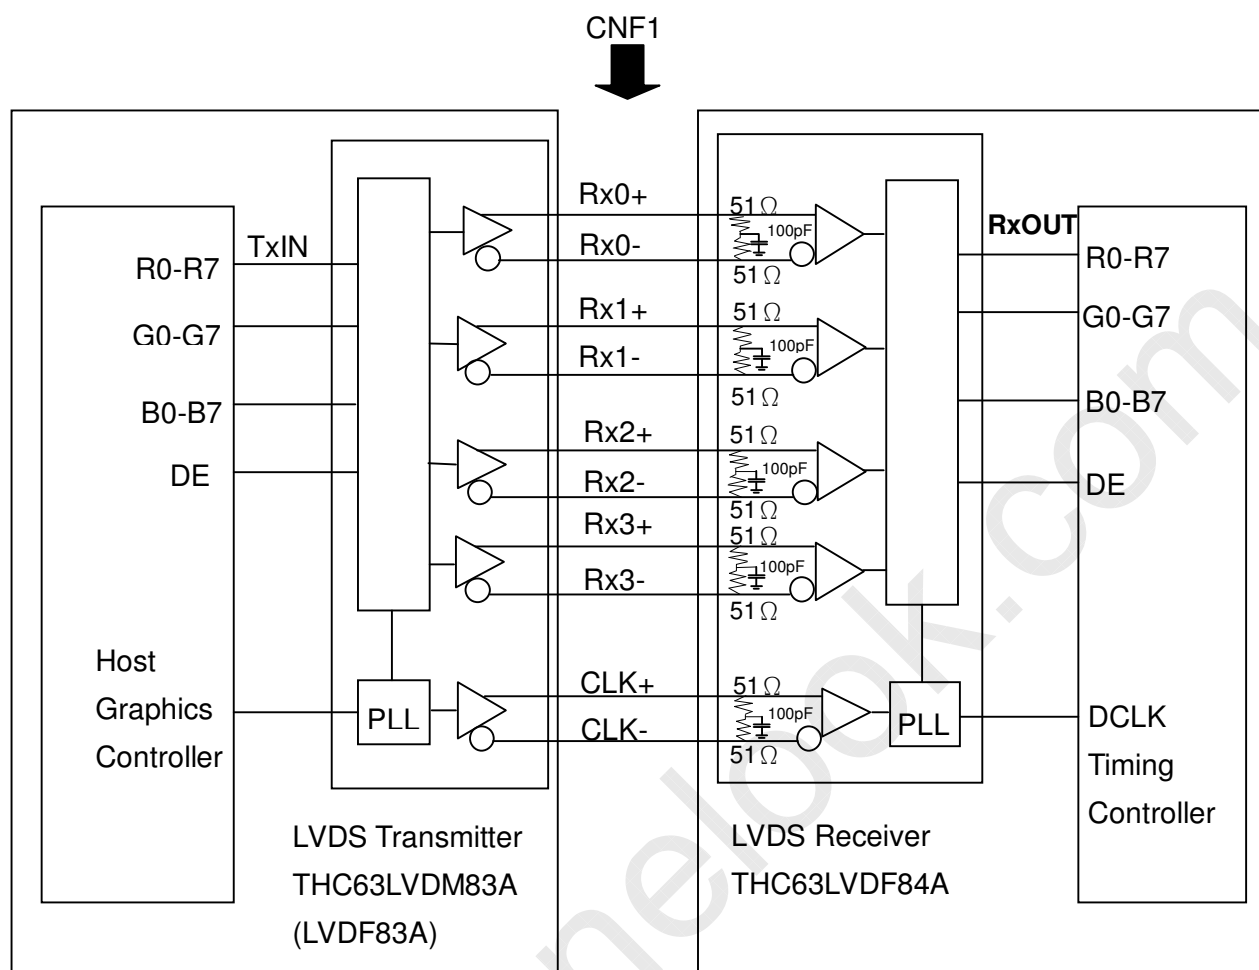 CNF1
TxIN
R0-R7
G0-G7
B0-B7
DE
Host
Graphics
Controller
PLL
LVDS Transmitter
THC63LVDM83A
(LVDF83A)
Rx0+
Rx0-
Rx1+
Rx1-
Rx2+
Rx2-
Rx3+
Rx3-
CLK+
CLK-
51Ω
100pF
51Ω
51Ω
100pF
51Ω
51Ω
100pF
51Ω
51Ω
100pF
51Ω
51Ω
100pF
51Ω
PLL
LVDS Receiver
THC63LVDF84A
RxOUT
R0-R7
G0-G7
B0-B7
DE
DCLK
Timing
Controller
nelook.com